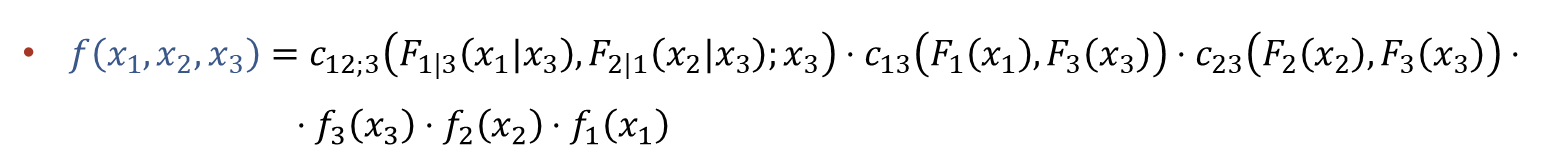 • f(x₁, x₂, x₃) = c₁₂;₃(F₁|₃(x₁|x₃), F₂|₁(x₂|x₃); x₃) · c₁₃(F₁(x₁), F₃(x₃)) · c₂₃(F₂(x₂), F₃(x₃)) ·
· f₃(x₃) · f₂(x₂) · f₁(x₁)